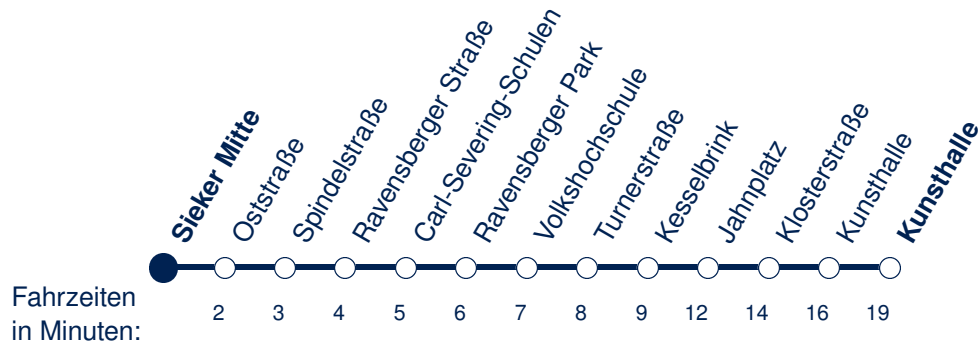 Sieker Mitte
Oststraße
Spindelstraße
Ravensberger Straße
Carl-Severing-Schulen
Ravensberger Park
Volkshochschule
Turnerstraße
Kesselbrink
Jahnplatz
Klosterstraße
Kunsthalle
Kunsthalle
Fahrzeiten
in Minuten:
2 3 4 5 6 7 8 9 12 14 16 19